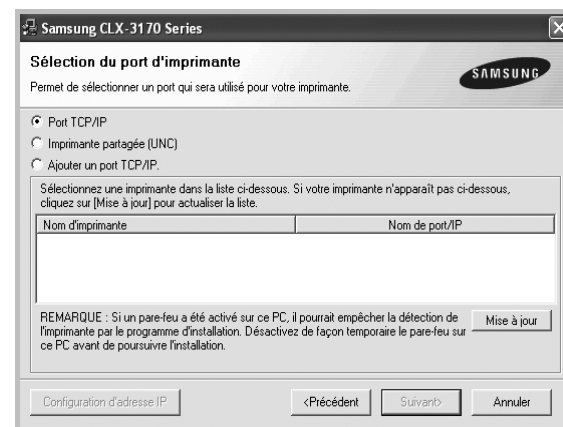 Samsung CLX-3170 Series
Sélection du port d'imprimante
Permet de sélectionner un port qui sera utilisé pour votre imprimante.
SAMSUNG
Port TCP/IP
Imprimante partagée (UNC)
Ajouter un port TCP/IP.
Sélectionnez une imprimante dans la liste ci-dessous. Si votre imprimante n'apparaît pas ci-dessous,
cliquez sur [Mise à jour] pour actualiser la liste.
Nom d'imprimante
Nom de port/IP
REMARQUE : Si un pare-feu a été activé sur ce PC, il pourrait empêcher la détection de
l'imprimante par le programme d'installation. Désactivez de façon temporaire le pare-feu sur
ce PC avant de poursuivre l'installation.
Mise à jour
Configuration d'adresse IP
<Précédent
Suivant>
Annuler